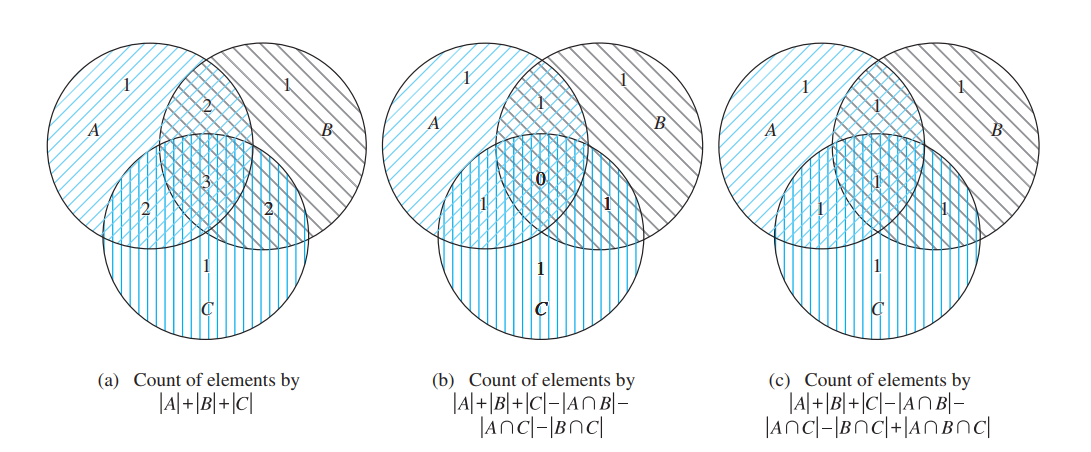 1
1
2
A
B
3
2
2
1
C
(a) Count of elements by
|A|+|B|+|C|
1
1
1
A
B
0
1
1
1
C
(b) Count of elements by
|A|+|B|+|C|−|A∩B|−
|A∩C|−|B∩C|
1
1
1
A
B
1
1
1
1
C
(c) Count of elements by
|A|+|B|+|C|−|A∩B|−
|A∩C|−|B∩C|+|A∩B∩C|